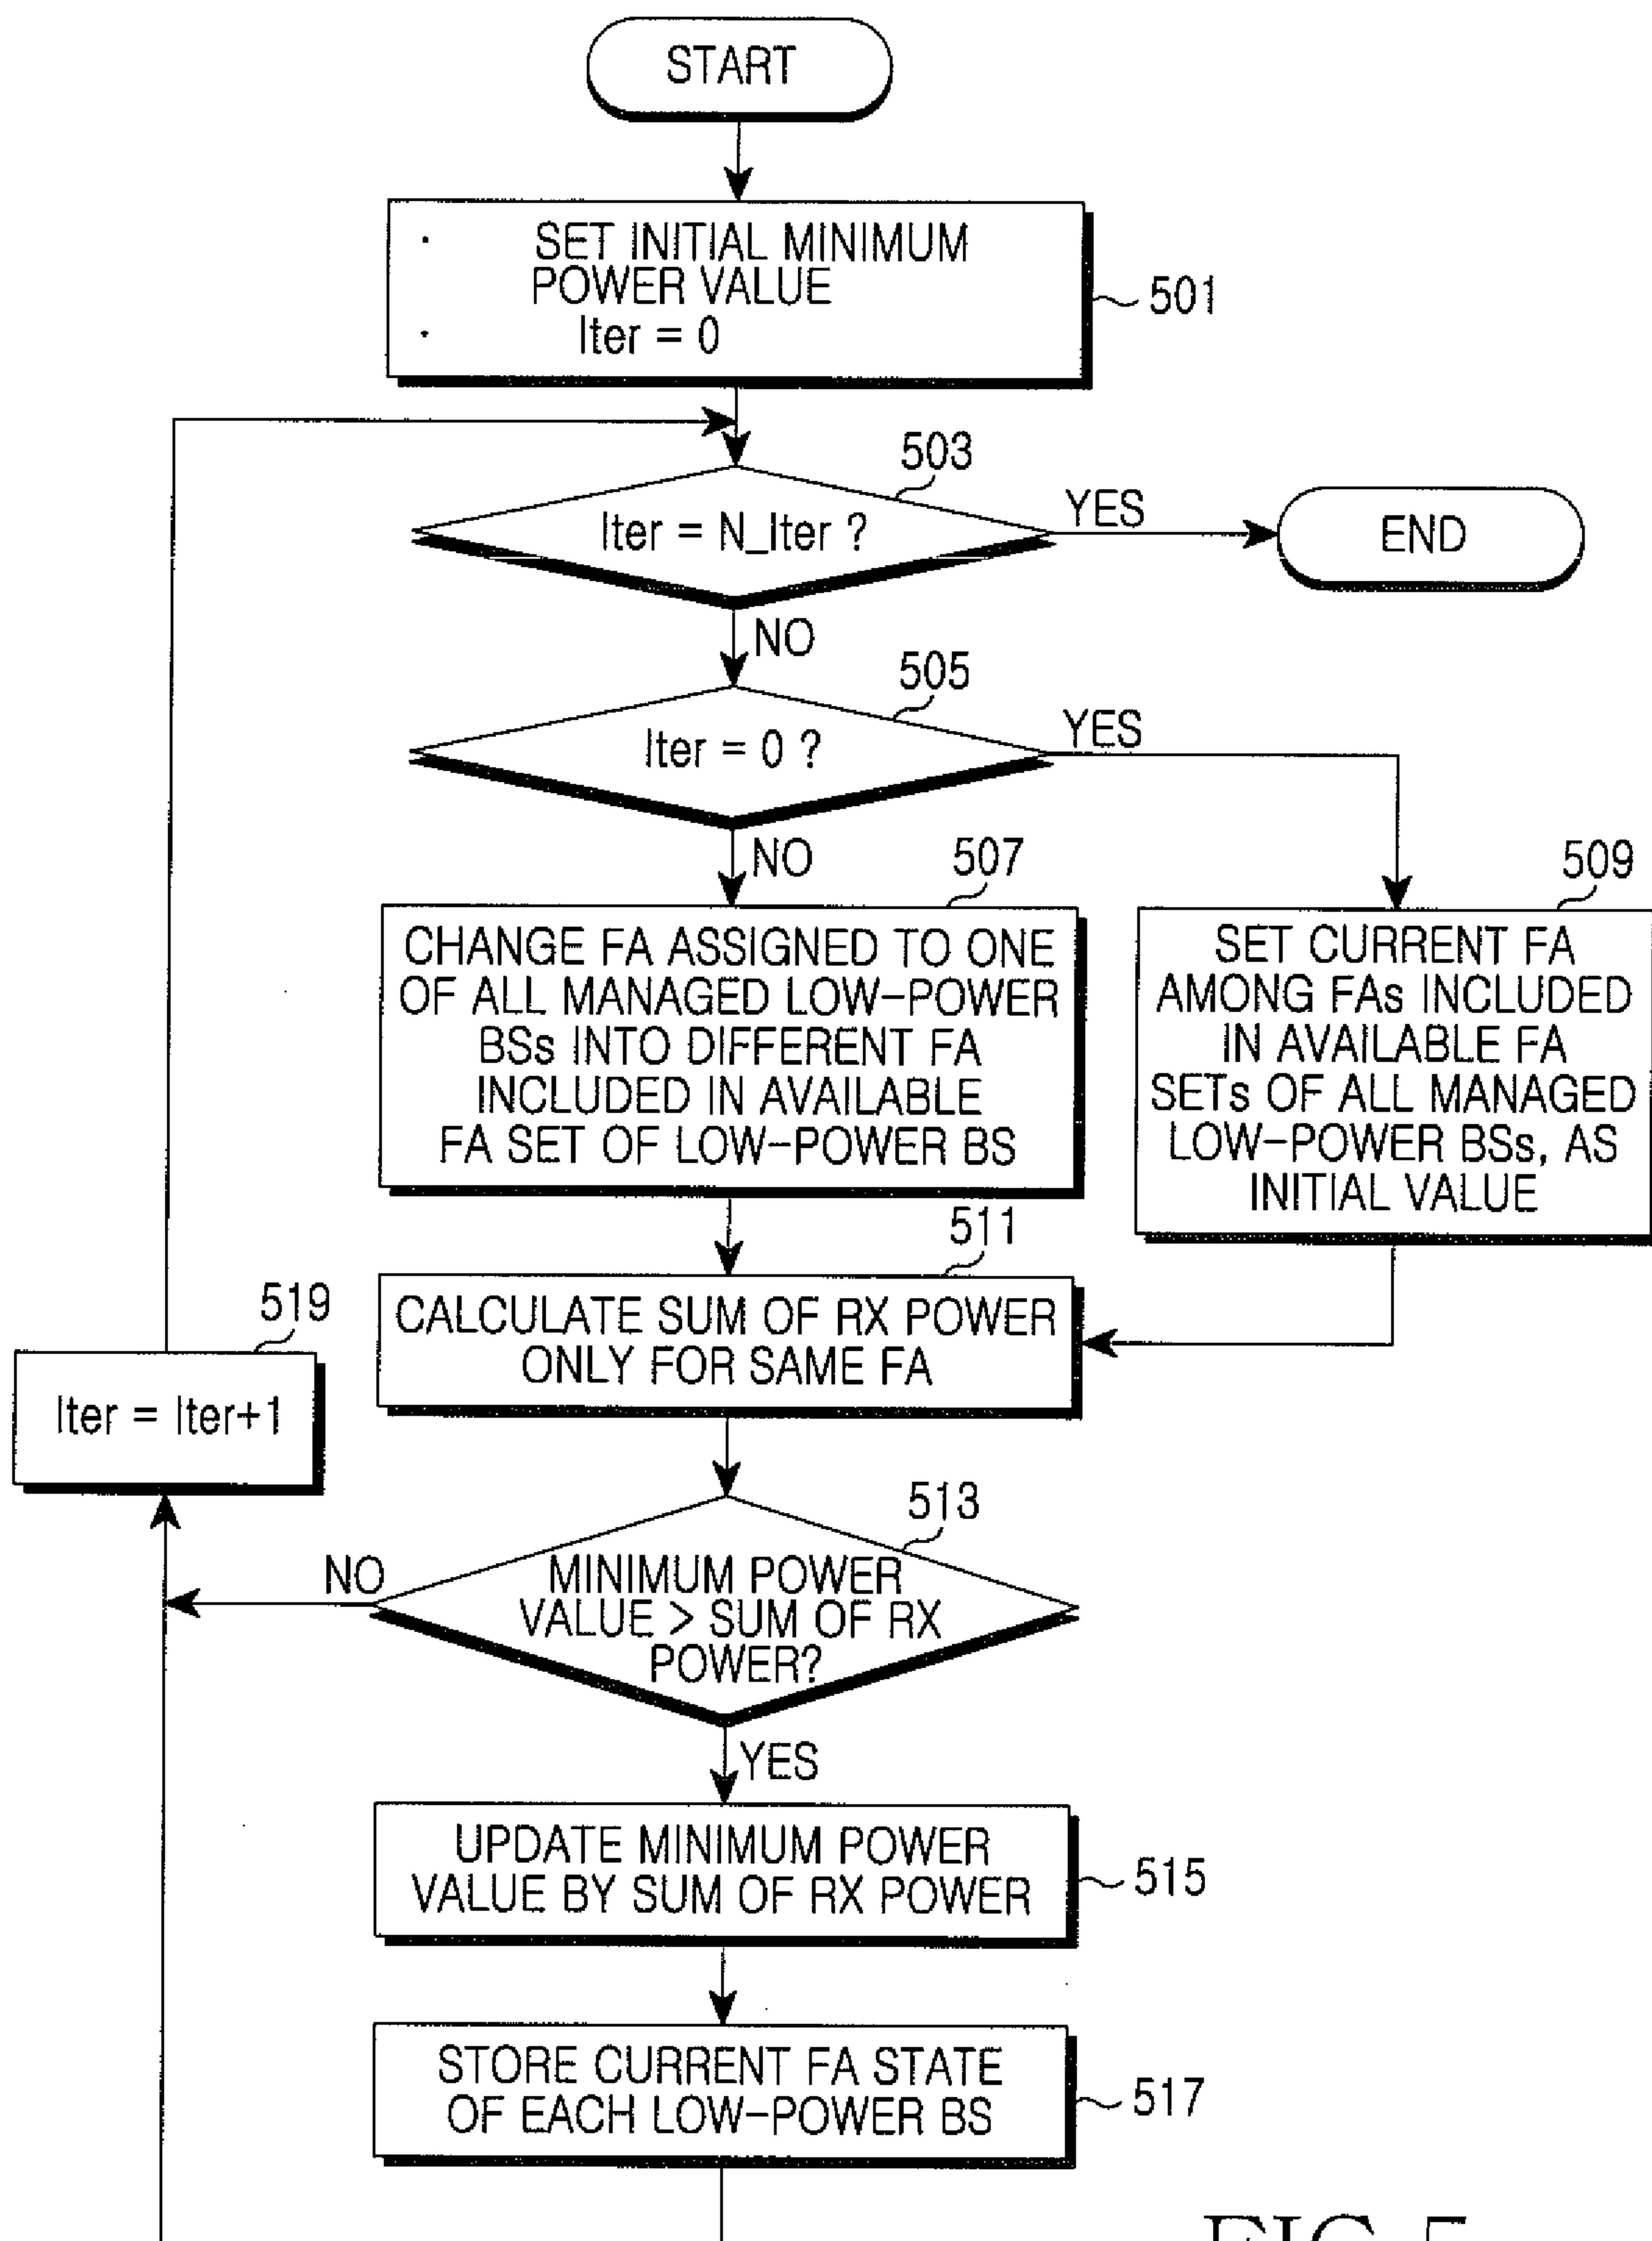 START
· SET INITIAL MINIMUM
POWER VALUE
· Iter = 0
501
503
Iter = N_Iter ?
YES
END
NO
505
Iter = 0 ?
YES
NO
507
CHANGE FA ASSIGNED TO ONE
OF ALL MANAGED LOW-POWER
BSs INTO DIFFERENT FA
INCLUDED IN AVAILABLE
FA SET OF LOW-POWER BS
509
SET CURRENT FA
AMONG FAs INCLUDED
IN AVAILABLE FA
SETs OF ALL MANAGED
LOW-POWER BSs, AS
INITIAL VALUE
511
CALCULATE SUM OF RX POWER
ONLY FOR SAME FA
519
Iter = Iter+1
513
MINIMUM POWER
VALUE > SUM OF RX
POWER?
NO
YES
UPDATE MINIMUM POWER
VALUE BY SUM OF RX POWER
515
STORE CURRENT FA STATE
OF EACH LOW-POWER BS
517
FIG.5